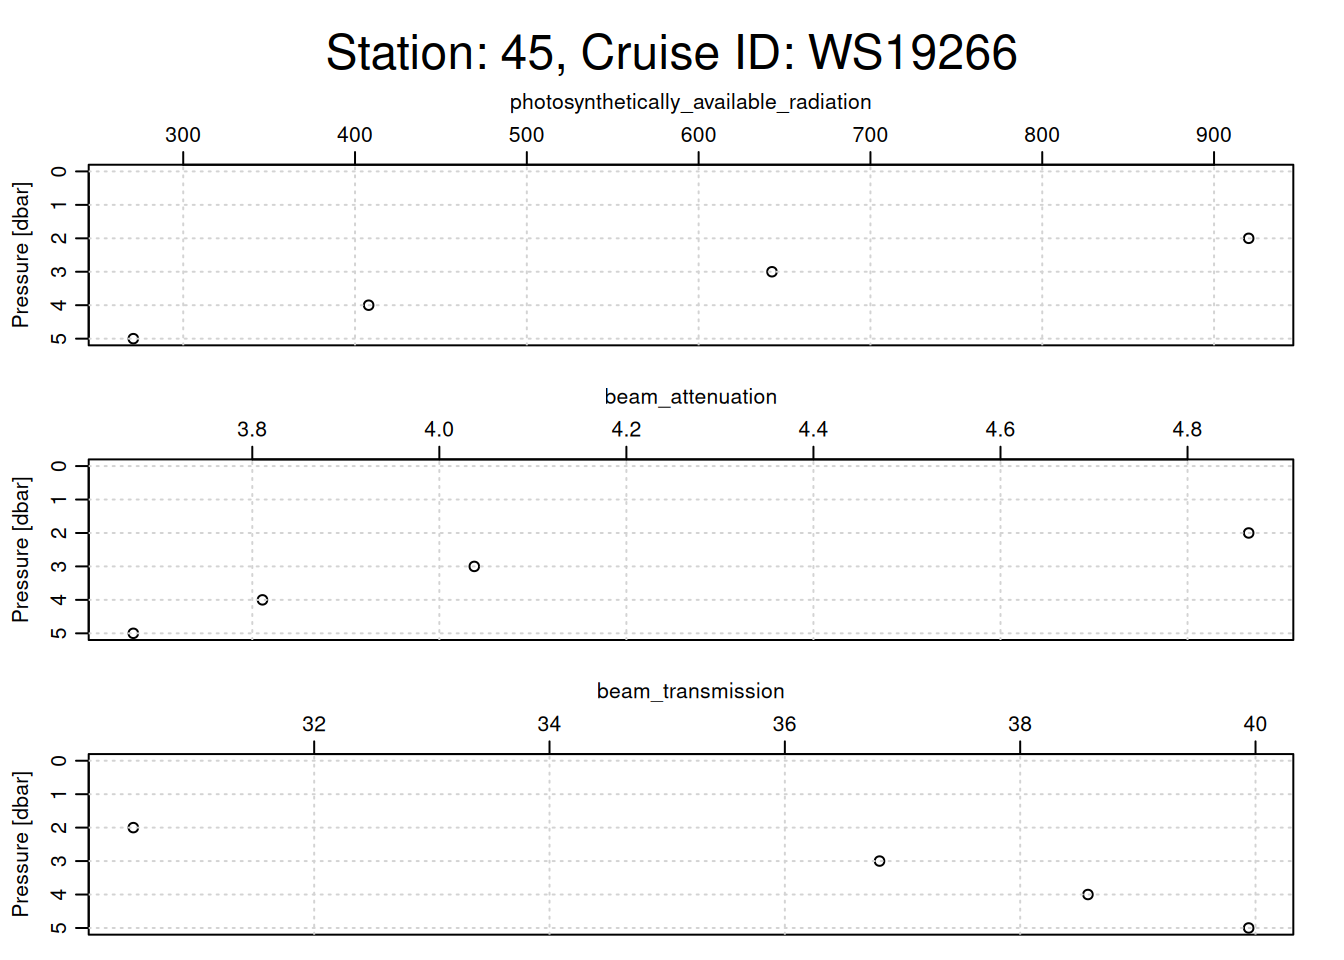 Station: 45, Cruise ID: WS19266
photosynthetically_available_radiation
300 400 500 600 700 800 900
Pressure [dbar]
0
1
2
3
4
5
beam_attenuation
3.8 4.0 4.2 4.4 4.6 4.8
Pressure [dbar]
0
1
2
3
4
5
beam_transmission
32 34 36 38 40
Pressure [dbar]
0
1
2
3
4
5